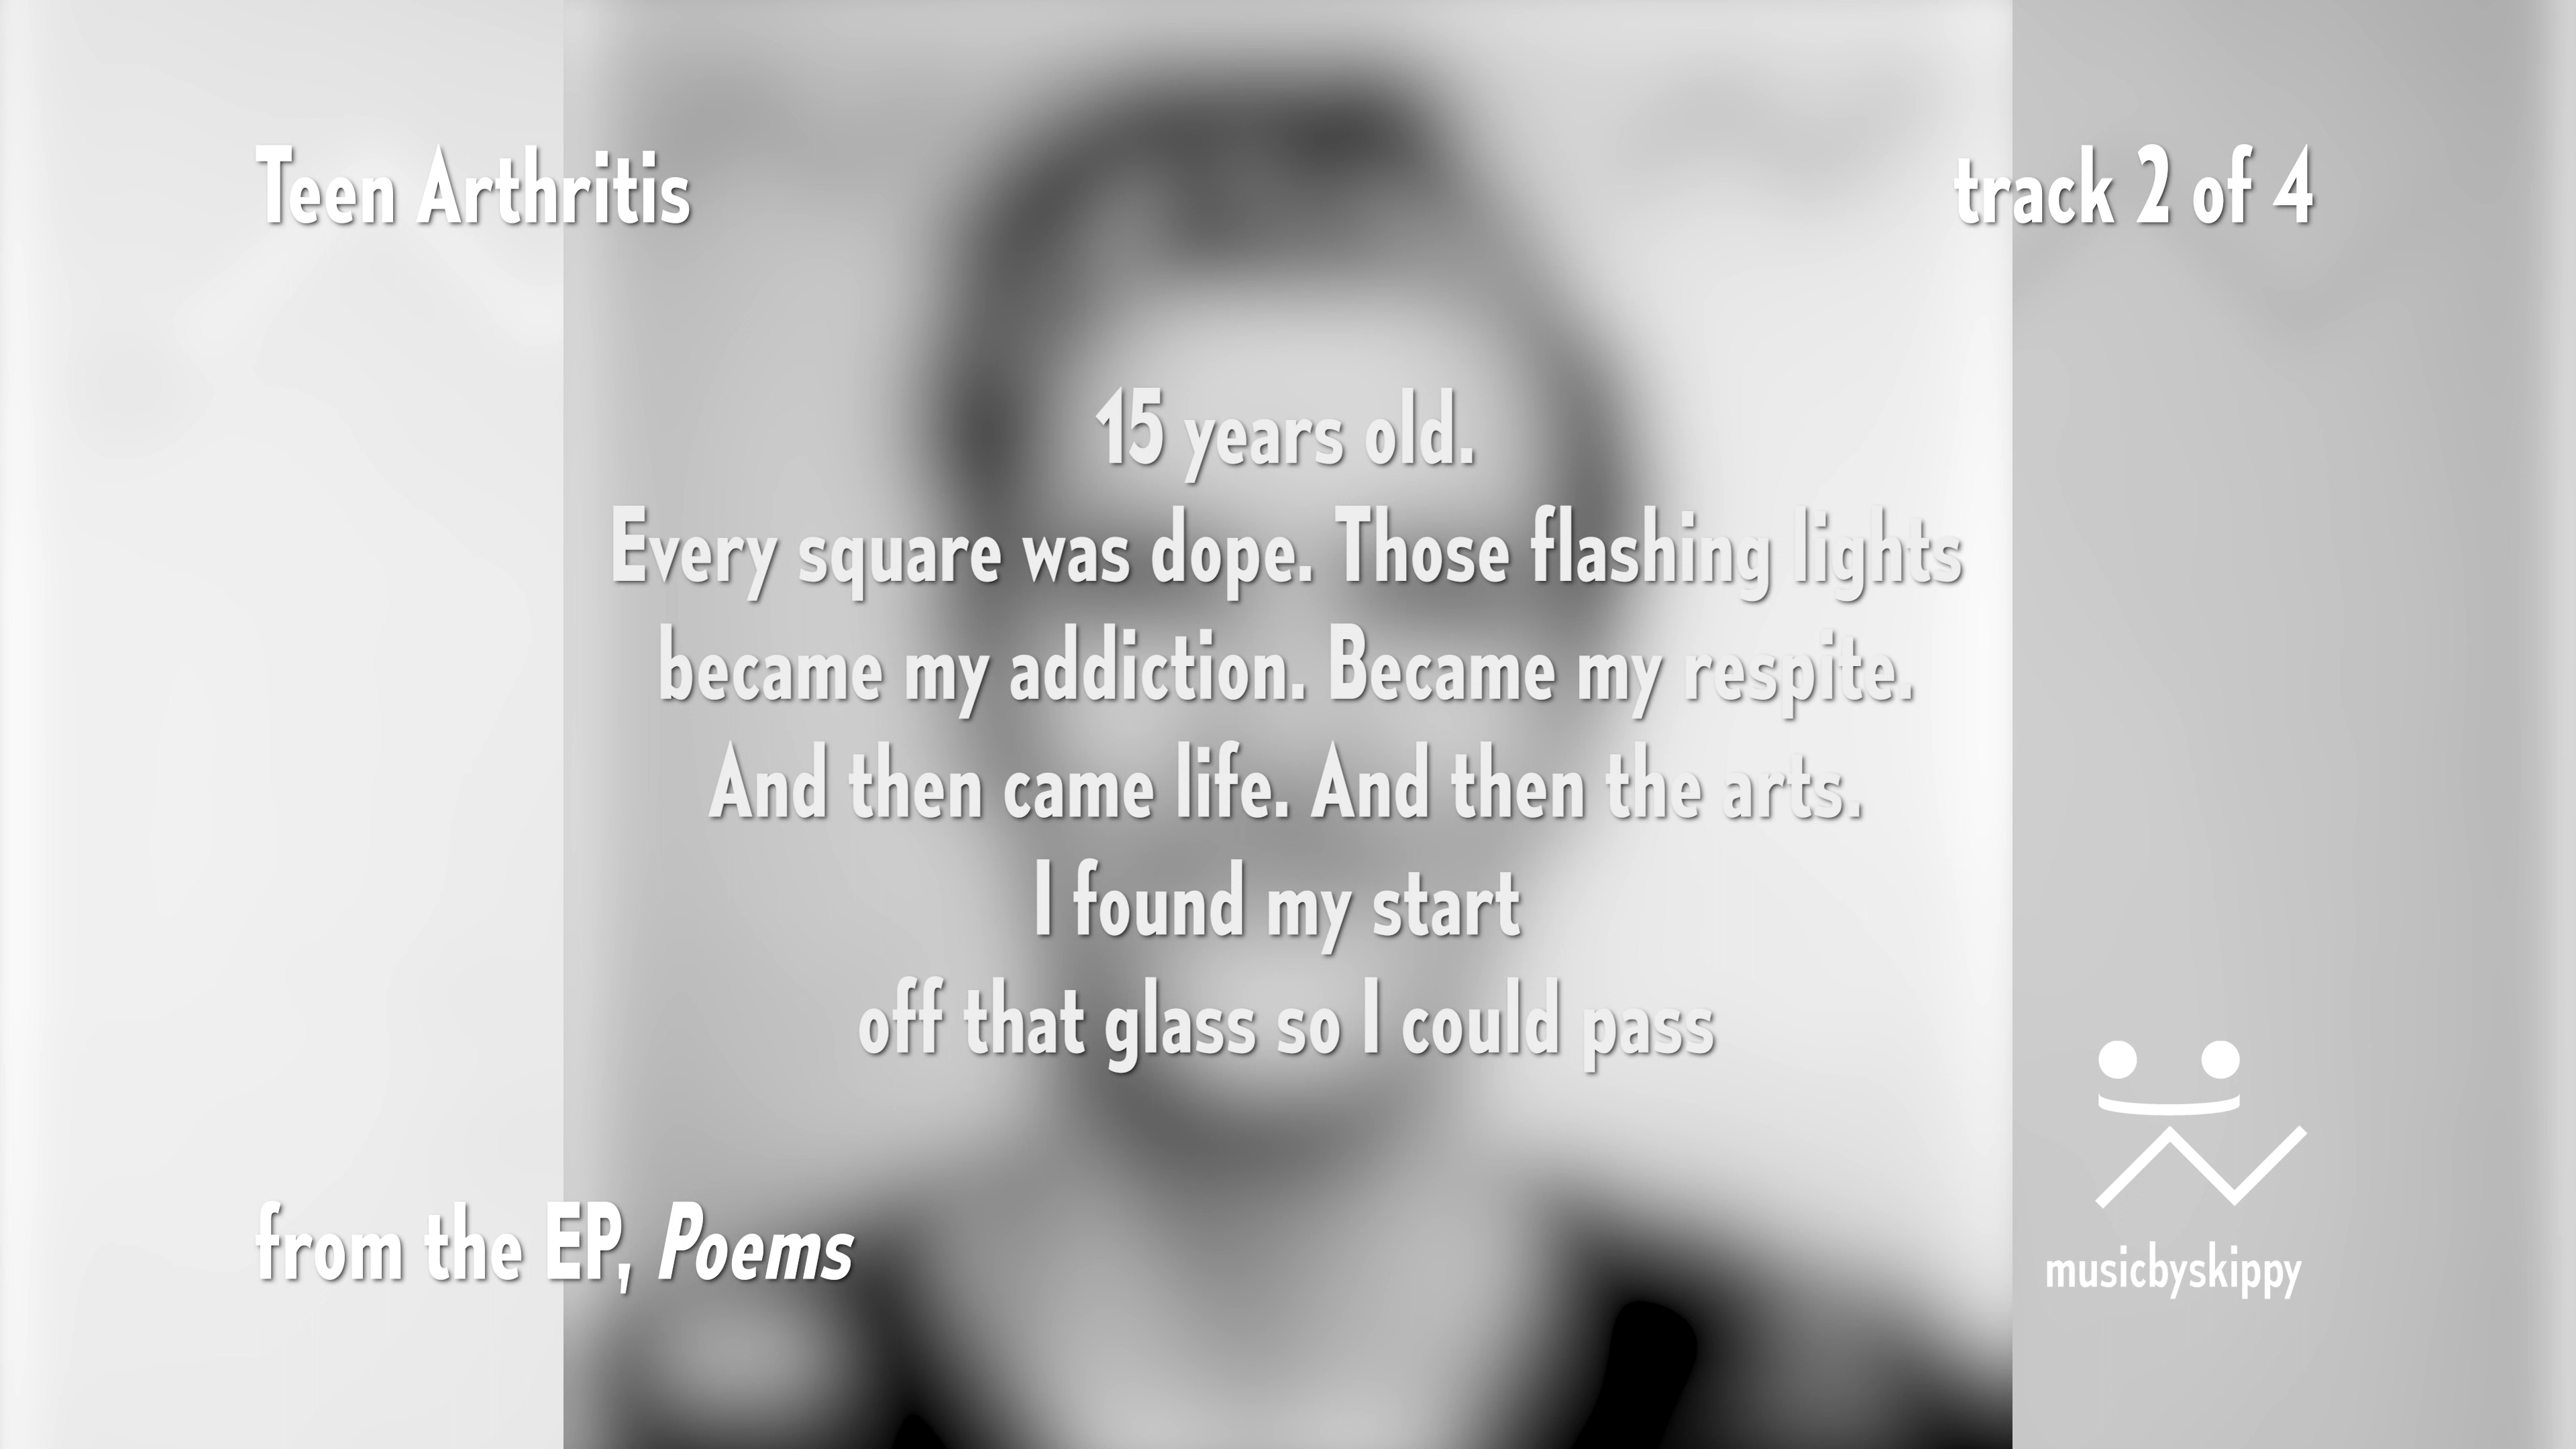 Teen Arthritis
track 2 of 4
15 years old.
Every square was dope. Those flashing lights
became my addiction. Became my respite.
And then came life. And then the arts.
I found my start
off that glass so I could pass
from the EP, Poems
musicbyskippy